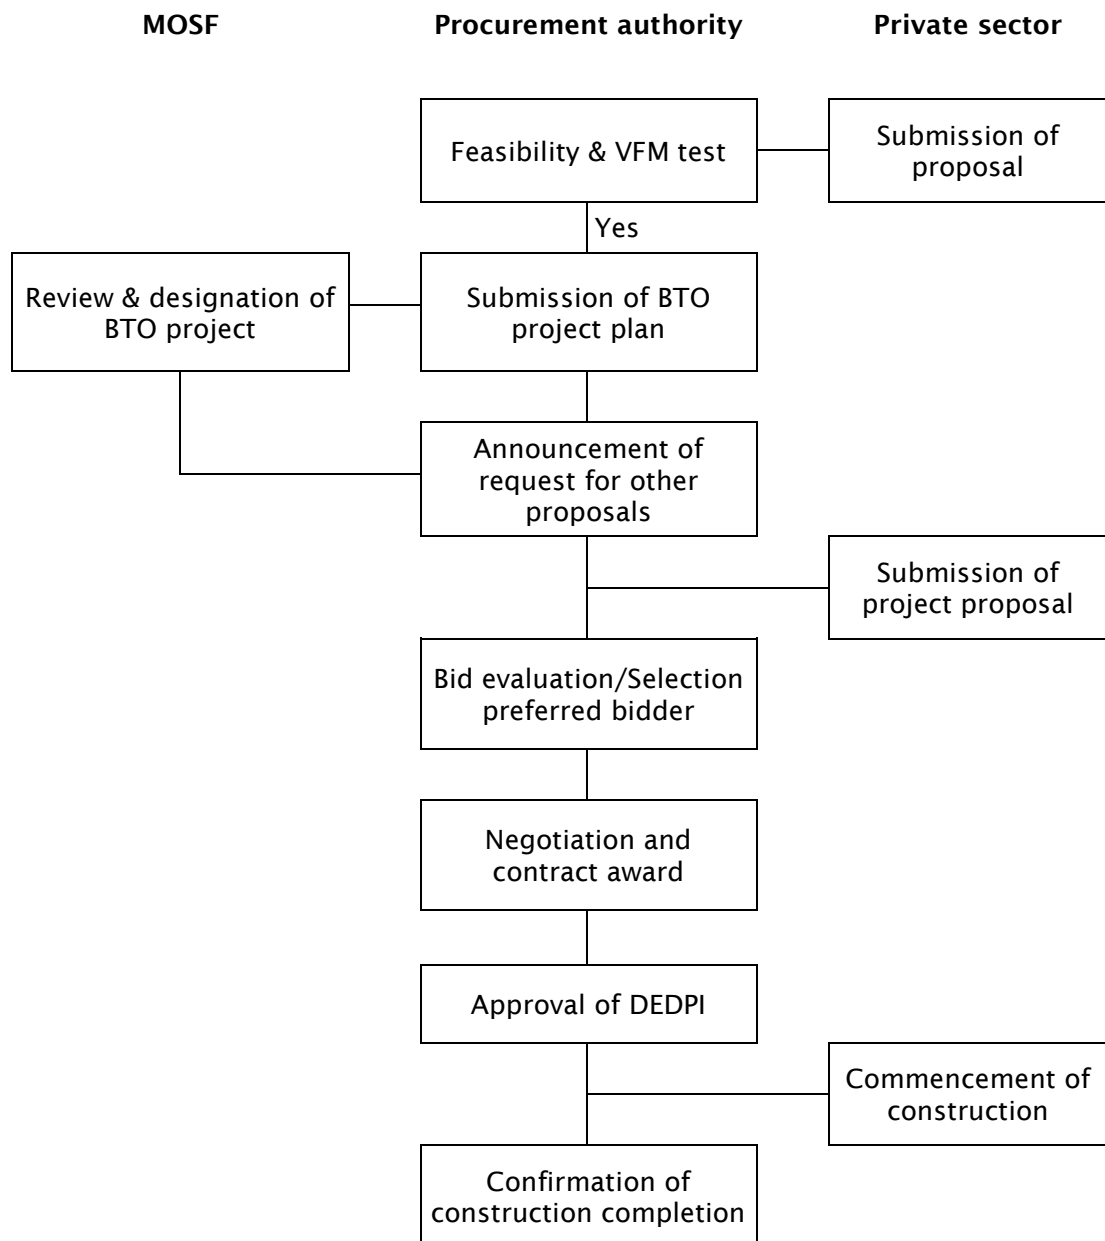 MOSF
Procurement authority
Private sector
Feasibility & VFM test
Submission of
proposal
Yes
Review & designation of
BTO project
Submission of BTO
project plan
Announcement of
request for other
proposals
Submission of
project proposal
Bid evaluation/Selection
preferred bidder
Negotiation and
contract award
Approval of DEDPI
Commencement of
construction
Confirmation of
construction completion